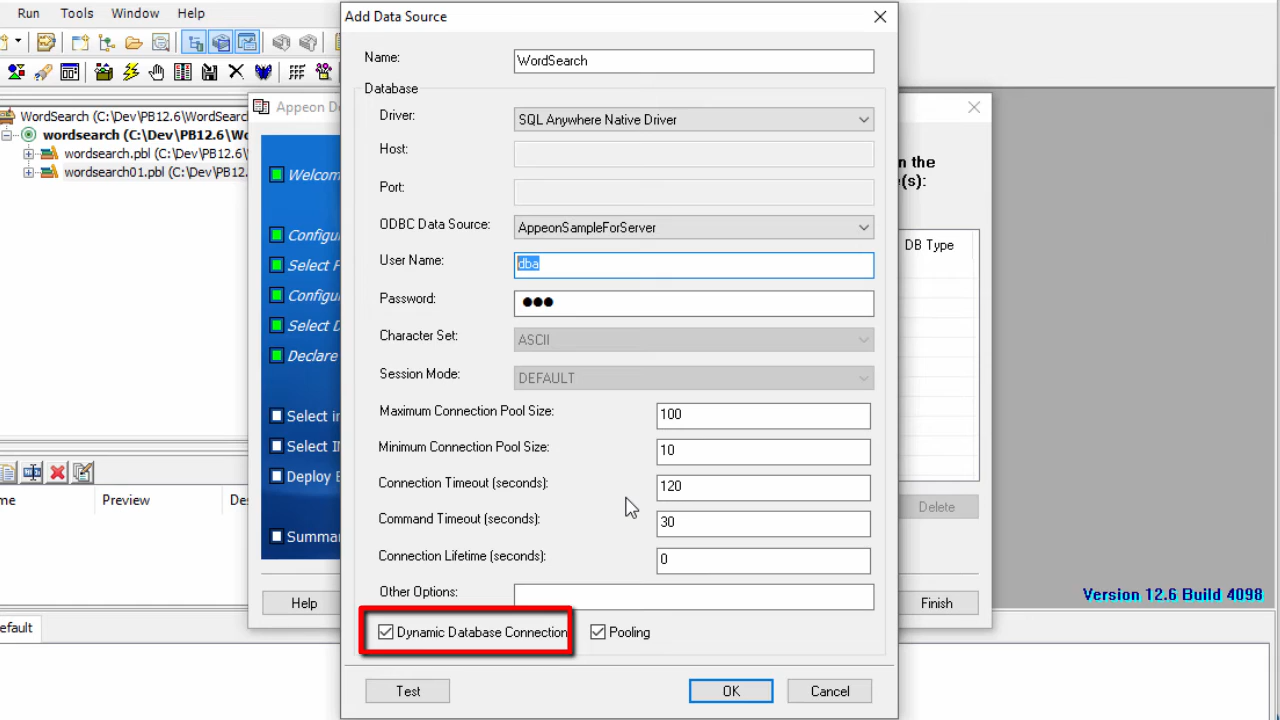 Run Tools Window Help
WordSearch (C:\Dev\PB12.6\WordSear
wordsearch (C:\Dev\PB12.6\Wo
wordsearch.pbl (C:\Dev\PB12.6\
wordsearch01.pbl (C:\Dev\PB12.
Preview
Appeon
Welcom
Configu
Select
Configu
Select
Declare
Select
Select
Deploy
Summa
Help
Add Data Source
Name: WordSearch
Database
Driver: SQL Anywhere Native Driver
Host:
Port:
ODBC Data Source: AppeonSampleForServer
User Name: dba
Password: ●●●
Character Set: ASCII
Session Mode: DEFAULT
Maximum Connection Pool Size: 100
Minimum Connection Pool Size: 10
Connection Timeout (seconds): 120
Command Timeout (seconds): 30
Connection Lifetime (seconds): 0
Other Options:
Dynamic Database Connection Pooling
Test OK Cancel
n the
(s):
DB Type
Delete
Finish
Version 12.6 Build 4098
efault